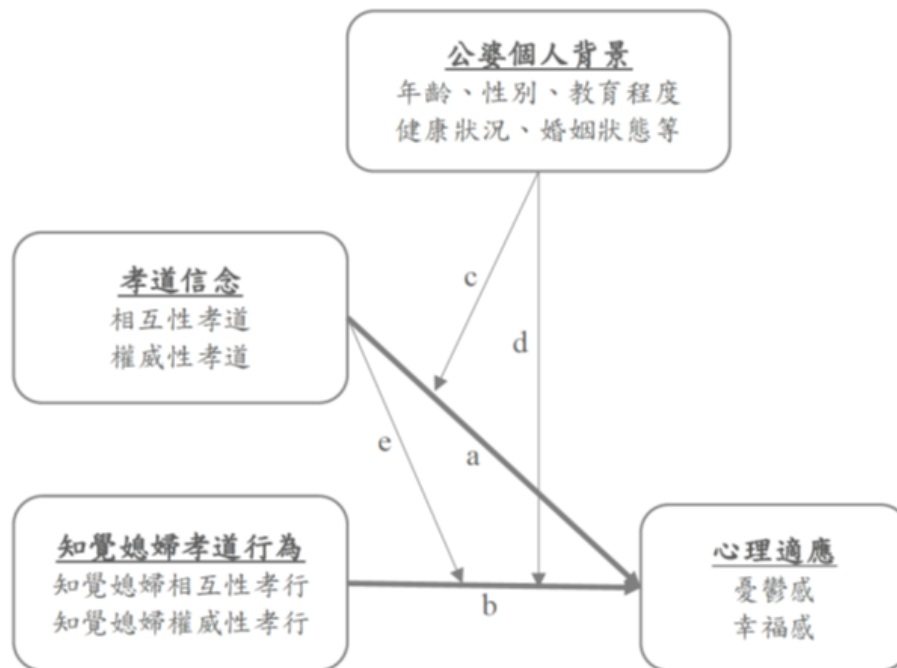 公婆個人背景
年齡、性別、教育程度
健康狀況、婚姻狀態等
孝道信念
相互性孝道
權威性孝道
c
d
e
a
知覺媳婦孝道行為
知覺媳婦相互性孝行
知覺媳婦權威性孝行
b
心理適應
憂鬱感
幸福感